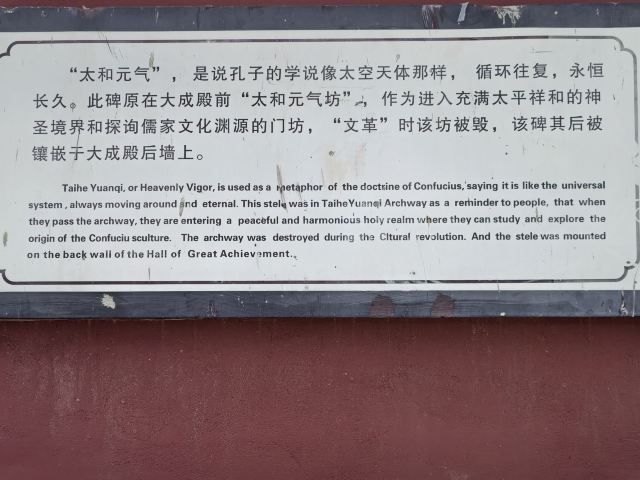 “太和元气”，是说孔子的学说像太空天体那样，循环往复，永恒
长久。此碑原在大成殿前“太和元气坊”，作为进入充满太平祥和的神
圣境界和探询儒家文化渊源的门坊，“文革”时该坊被毁，该碑其后被
镶嵌于大成殿后墙上。
Taihe Yuanqi, or Heavenly Vigor, is used as a metaphor of the doctsine of Confucius, saying it is like the universal
system , always moving around and eternal. This stele was in TaiheYuanqi Archway as a reminder to people, that when
they pass the archway, they are entering a peaceful and harmonious holy realm where they can study and explore the
origin of the Confuciu sculture. The archway was destroyed during the Cltural revolution. And the stele was mounted
on the back wall of the Hall of Great Achievement.